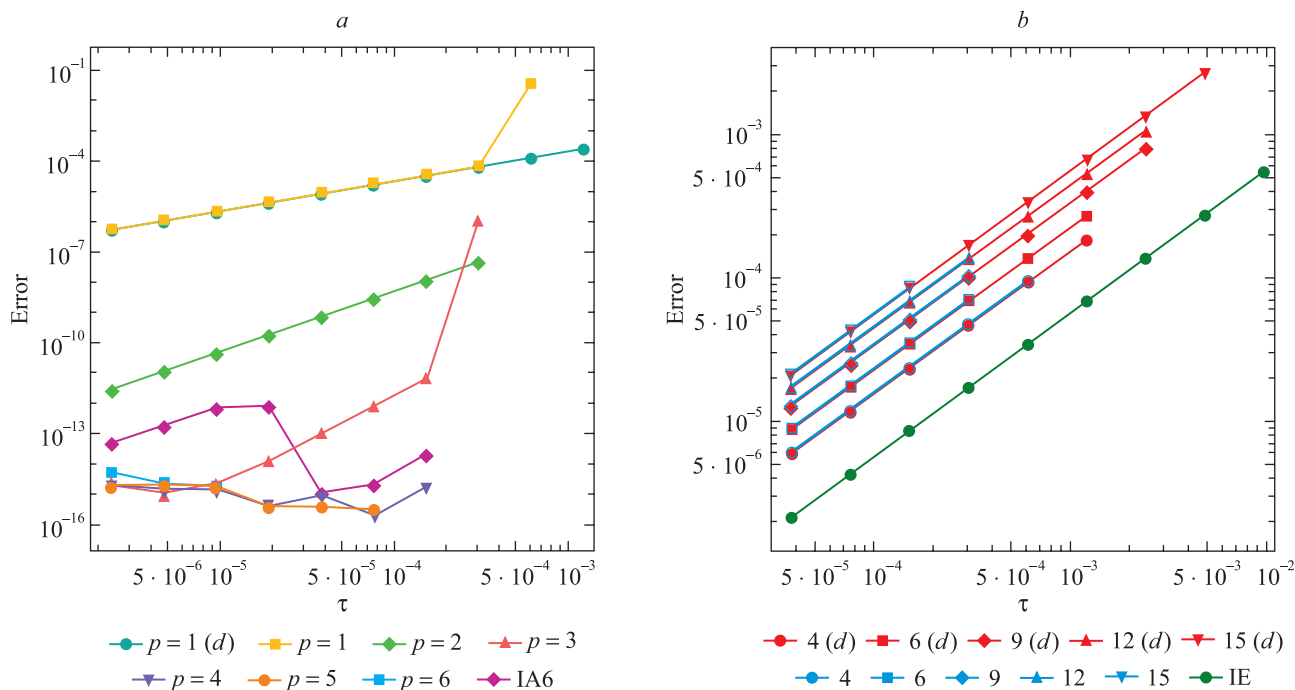 a
Error
10⁻¹
10⁻⁴
10⁻⁷
10⁻¹⁰
10⁻¹³
10⁻¹⁶
5 · 10⁻⁶ 10⁻⁵ 5 · 10⁻⁵ 10⁻⁴ 5 · 10⁻⁴ 10⁻³
τ
p = 1 (d) p = 1 p = 2 p = 3
p = 4 p = 5 p = 6 IA6
b
Error
10⁻³
5 · 10⁻⁴
10⁻⁴
5 · 10⁻⁵
10⁻⁵
5 · 10⁻⁶
5 · 10⁻⁵ 10⁻⁴ 5 · 10⁻⁴ 10⁻³ 5 · 10⁻³ 10⁻²
τ
4 (d) 6 (d) 9 (d) 12 (d) 15 (d)
4 6 9 12 15 IE